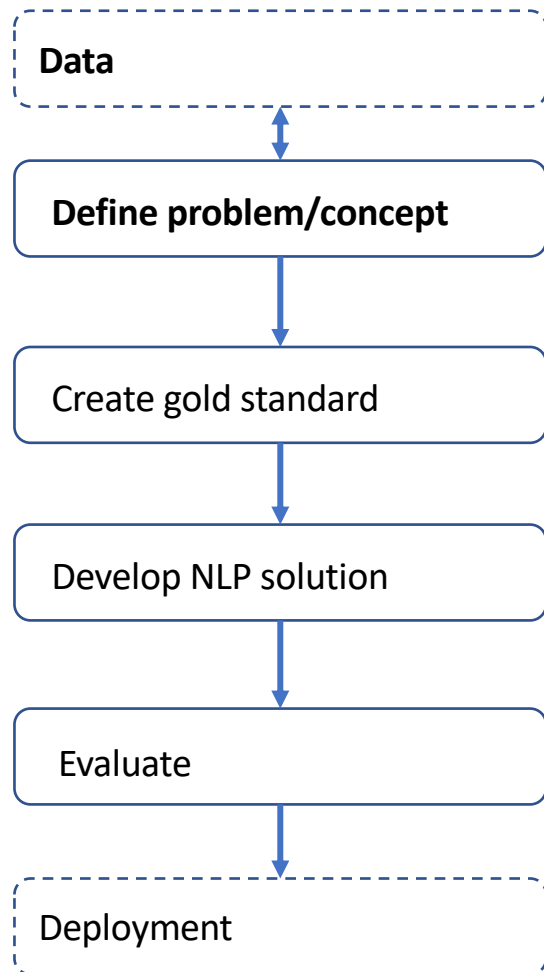 Data
Define problem/concept
Create gold standard
Develop NLP solution
Evaluate
Deployment